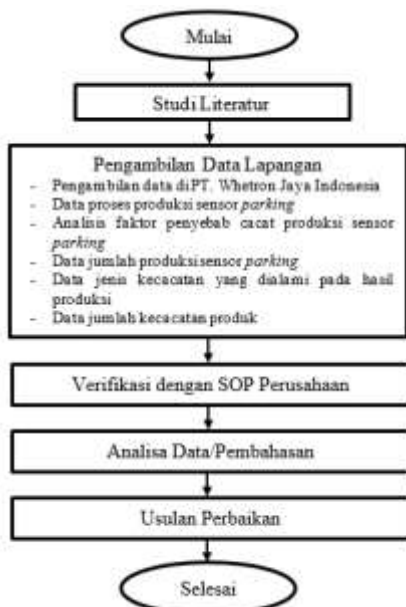 Mulai
Studi Literatur
Pengambilan Data Lapangan
- Pengambilan data di PT. Whetron Jaya Indonesia
- Data proses produksi sensor parking
- Analisis faktor penyebab cacat produksi sensor
parking
- Data jumlah produksi sensor parking.
- Data jenis kecacatan yang dialami pada hasil
produksi
- Data jumlah kecacatan produk
Verifikasi dengan SOP Perusahaan
Analisa Data/Pembahasan
Usulan Perbaikan
Selesai